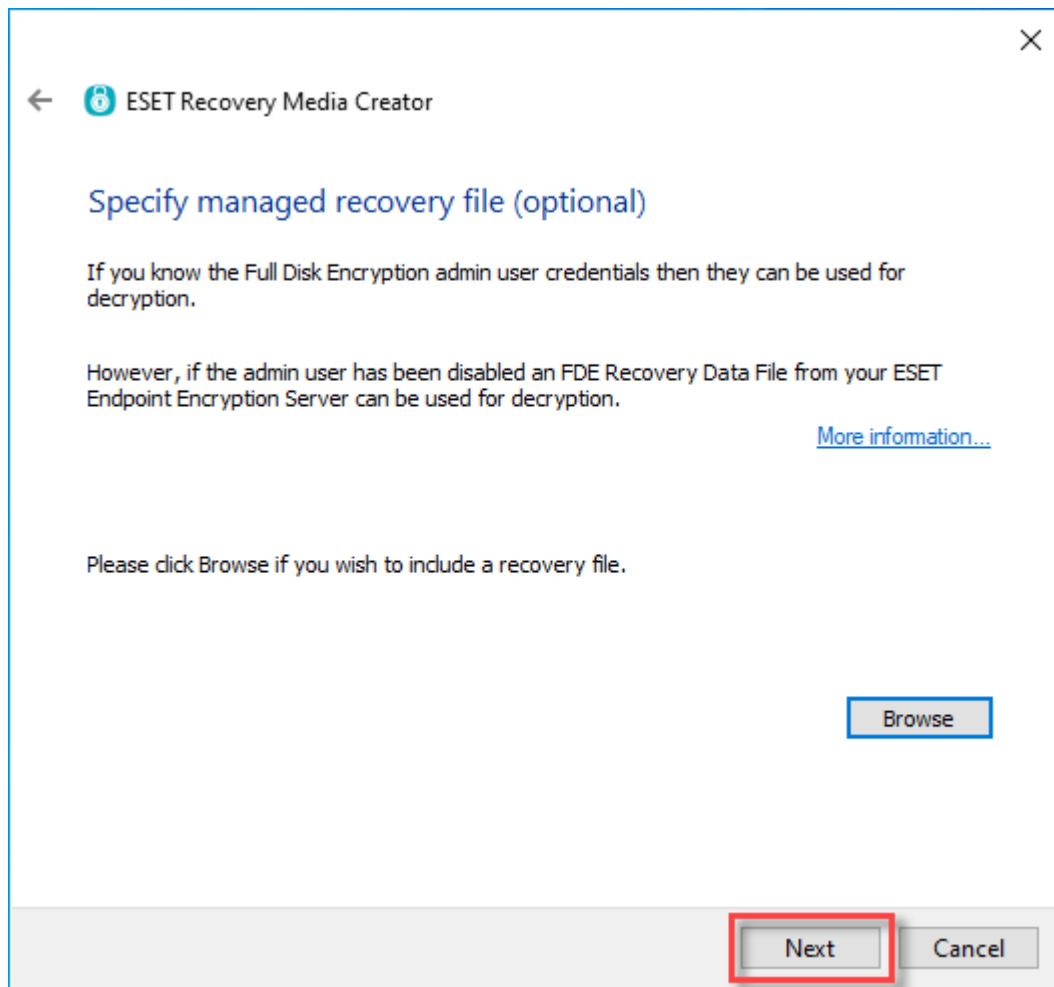 ESET Recovery Media Creator
Specify managed recovery file (optional)
If you know the Full Disk Encryption admin user credentials then they can be used for
decryption.
However, if the admin user has been disabled an FDE Recovery Data File from your ESET
Endpoint Encryption Server can be used for decryption.
More information...
Please click Browse if you wish to include a recovery file.
Browse
Next Cancel